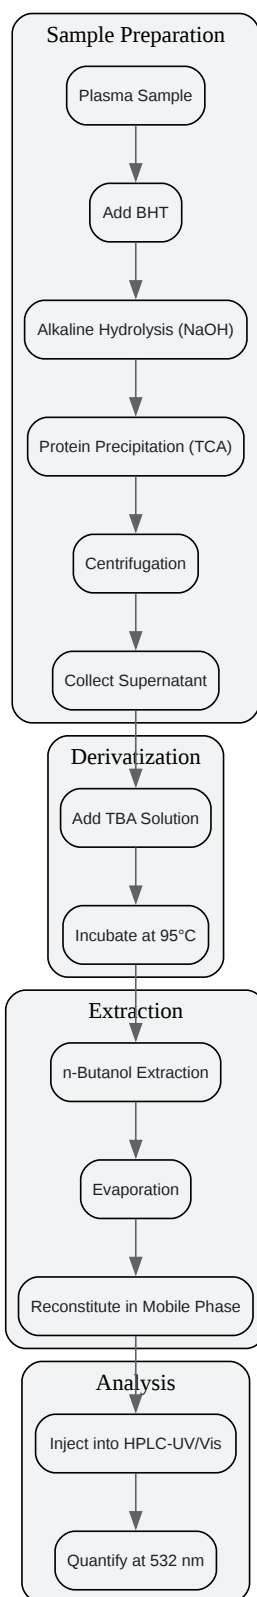 Sample Preparation
Plasma Sample
Add BHT
Alkaline Hydrolysis (NaOH)
Protein Precipitation (TCA)
Centrifugation
Collect Supernatant
Derivatization
Add TBA Solution
Incubate at 95°C
Extraction
n-Butanol Extraction
Evaporation
Reconstitute in Mobile Phase
Analysis
Inject into HPLC-UV/Vis
Quantify at 532 nm